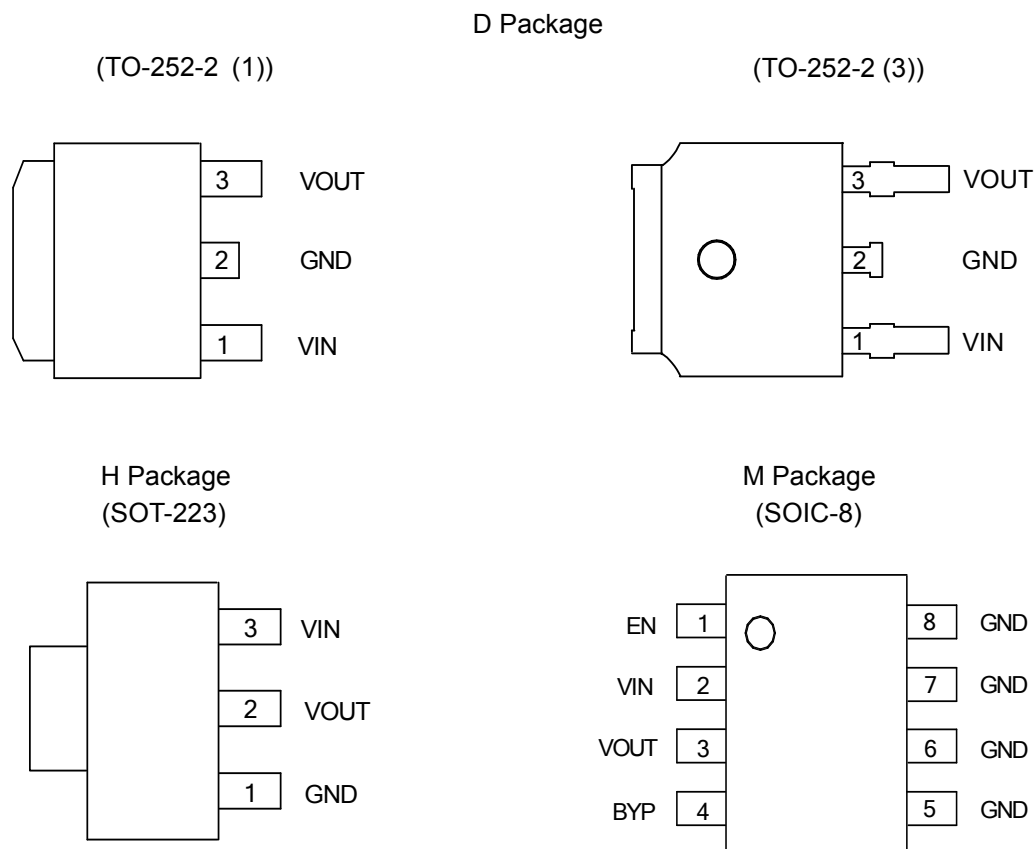 D Package
(TO-252-2 (1))
(TO-252-2 (3))
3 VOUT
2 GND
1 VIN
3 VOUT
2 GND
1 VIN
H Package
(SOT-223)
M Package
(SOIC-8)
3 VIN
2 VOUT
1 GND
EN 1 8 GND
VIN 2 7 GND
VOUT 3 6 GND
BYP 4 5 GND